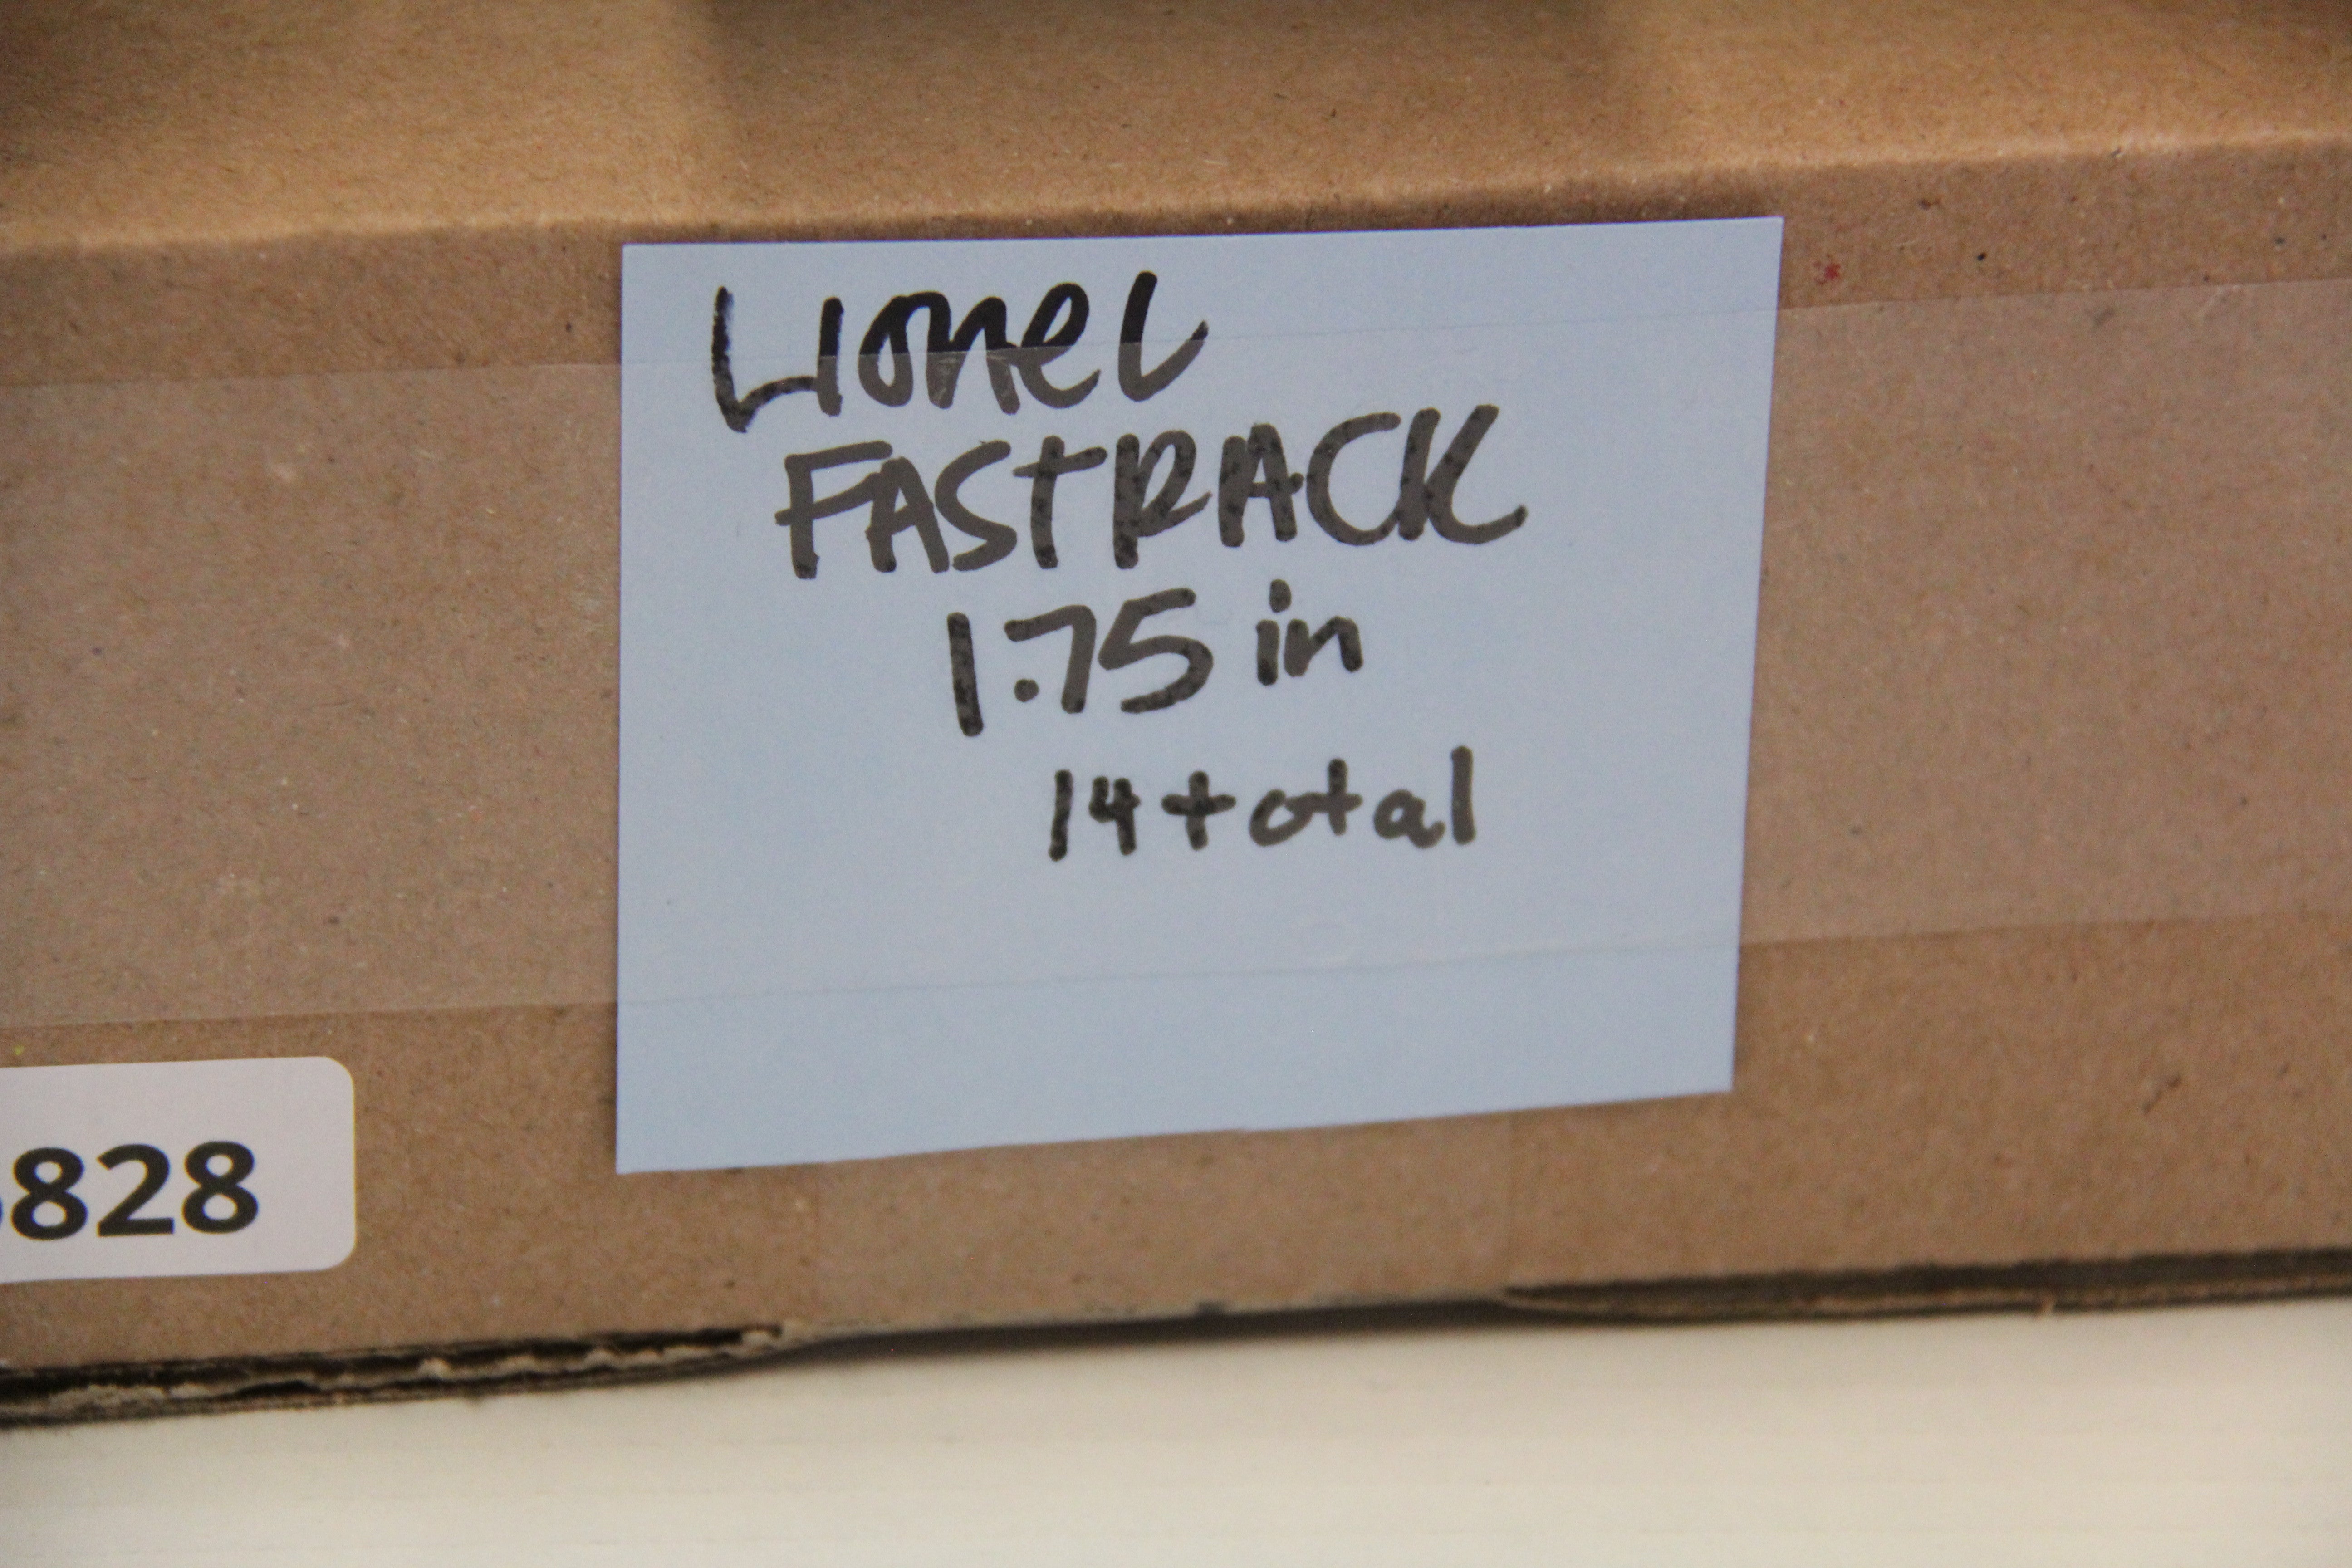 Lionel
FASTRACK
1.75 in
14 total
828